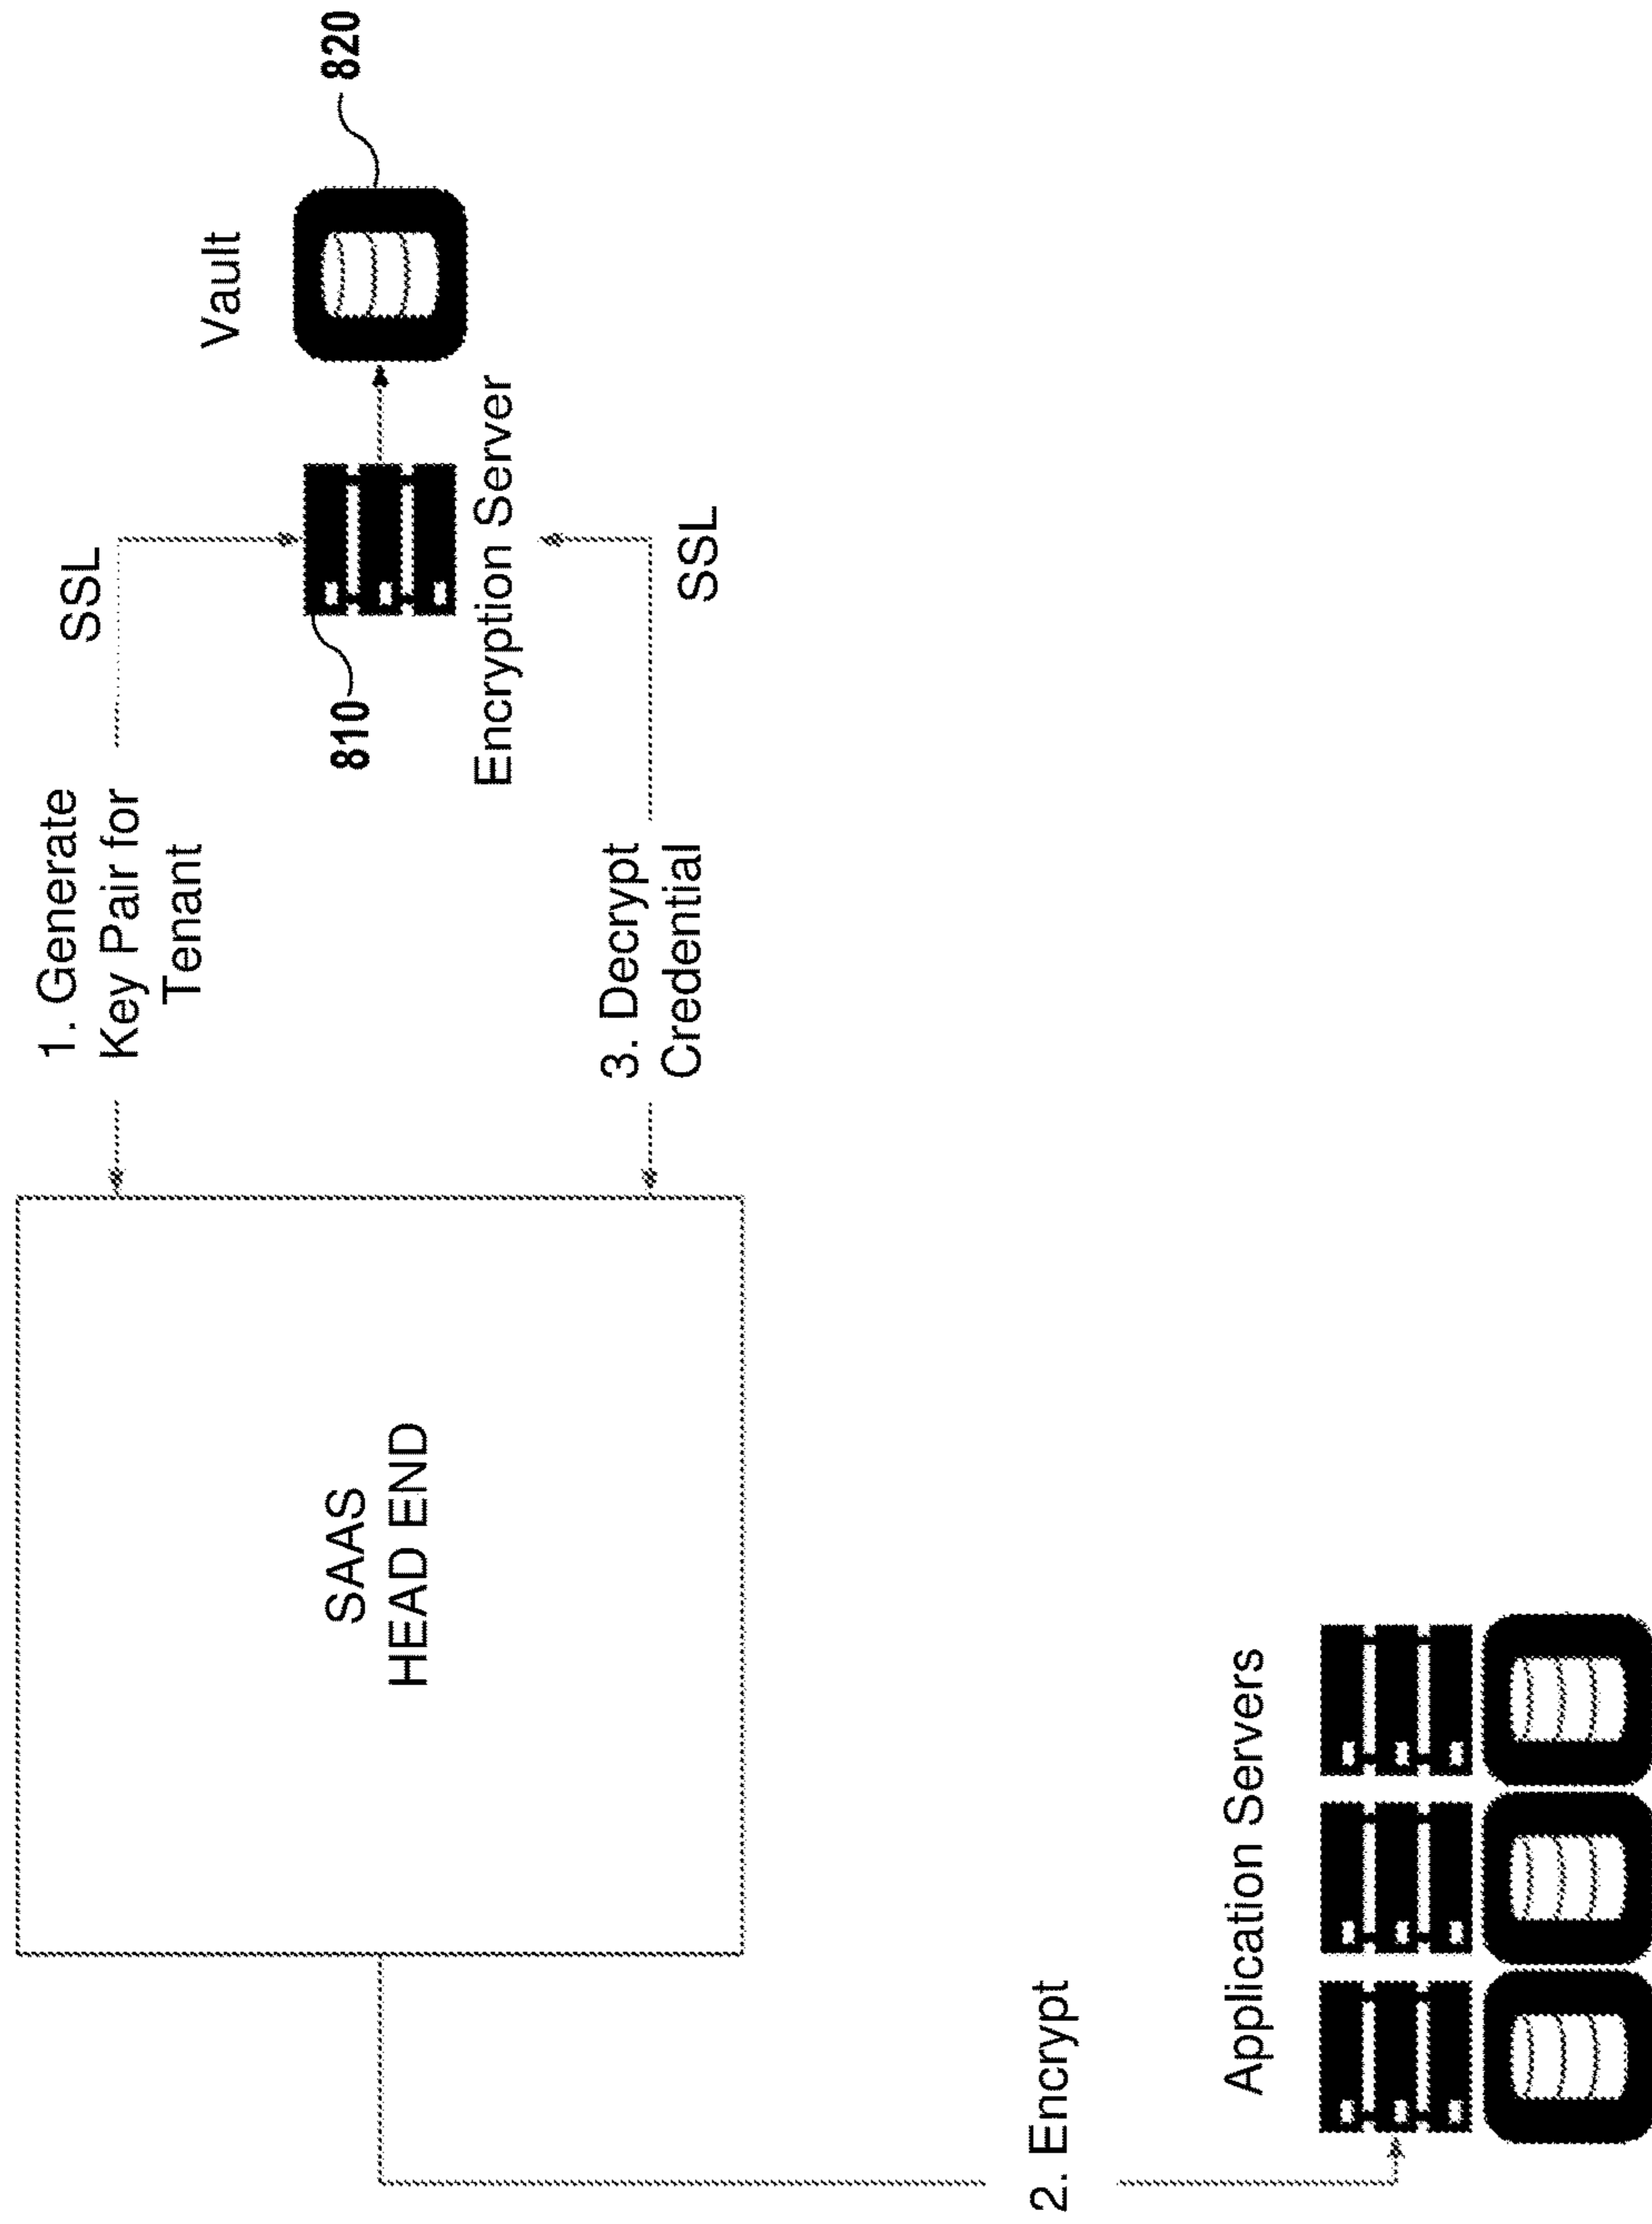 1. Generate
Key Pair for
Tenant
SSL
Vault
820
810
Encryption Server
3. Decrypt
Credential
SSL
SAAS
HEAD END
2. Encrypt
Application Servers